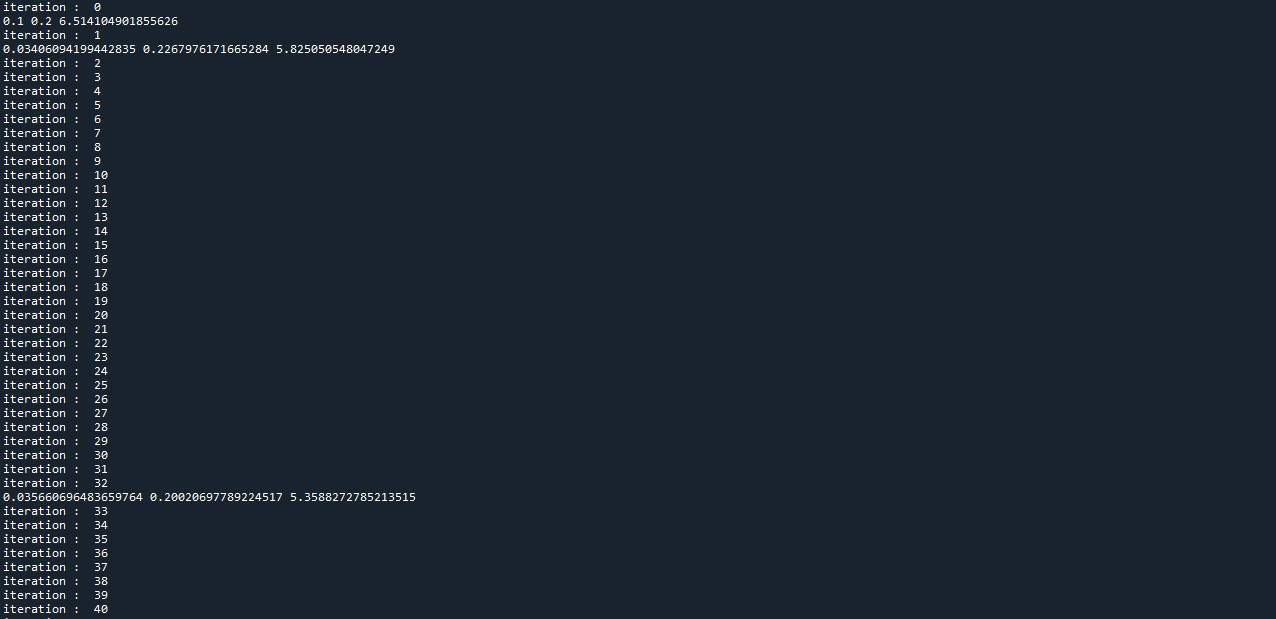 iteration :  0
0.1 0.2 6.514104901855626
iteration :  1
0.03406094199442835 0.2267976171665284 5.825050548047249
iteration :  2
iteration :  3
iteration :  4
iteration :  5
iteration :  6
iteration :  7
iteration :  8
iteration :  9
iteration :  10
iteration :  11
iteration :  12
iteration :  13
iteration :  14
iteration :  15
iteration :  16
iteration :  17
iteration :  18
iteration :  19
iteration :  20
iteration :  21
iteration :  22
iteration :  23
iteration :  24
iteration :  25
iteration :  26
iteration :  27
iteration :  28
iteration :  29
iteration :  30
iteration :  31
iteration :  32
0.035660696483659764 0.20020697789224517 5.3588272785213515
iteration :  33
iteration :  34
iteration :  35
iteration :  36
iteration :  37
iteration :  38
iteration :  39
iteration :  40